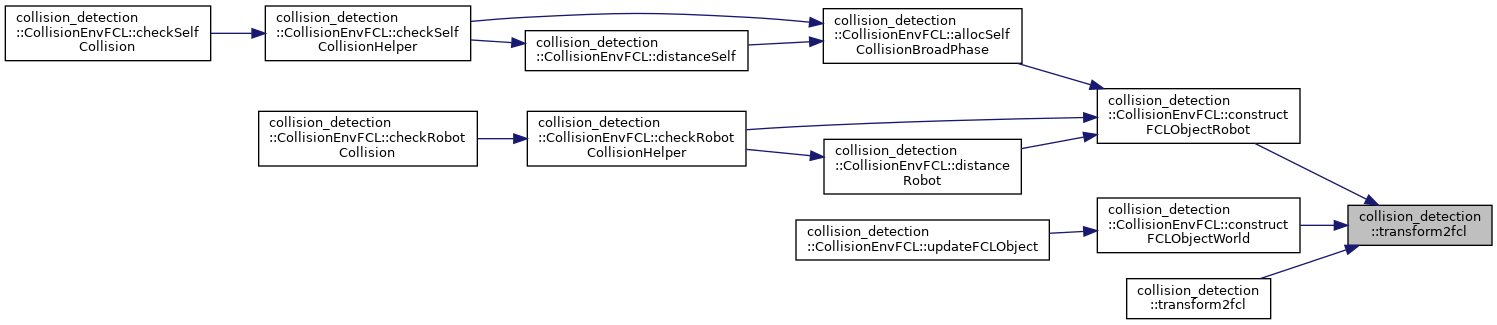 collision_detection
::CollisionEnvFCL::checkSelf
Collision
collision_detection
::CollisionEnvFCL::checkSelf
CollisionHelper
collision_detection
::CollisionEnvFCL::distanceSelf
collision_detection
::CollisionEnvFCL::allocSelf
CollisionBroadPhase
collision_detection
::CollisionEnvFCL::checkRobot
Collision
collision_detection
::CollisionEnvFCL::checkRobot
CollisionHelper
collision_detection
::CollisionEnvFCL::distance
Robot
collision_detection
::CollisionEnvFCL::construct
FCLObjectRobot
collision_detection
::CollisionEnvFCL::updateFCLObject
collision_detection
::CollisionEnvFCL::construct
FCLObjectWorld
collision_detection
::transform2fcl
collision_detection
::transform2fcl